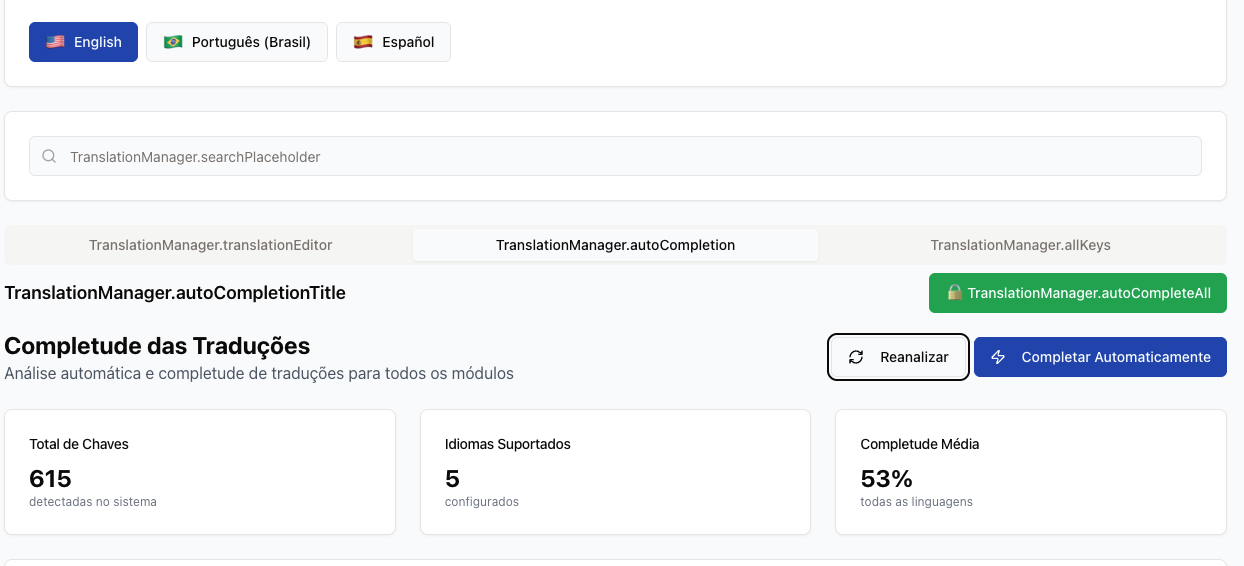 English Português (Brasil) Español
TranslationManager.searchPlaceholder
TranslationManager.translationEditor TranslationManager.autoCompletion TranslationManager.allKeys
TranslationManager.autoCompletionTitle TranslationManager.autoCompleteAll
Completude das Traduções
Reanalizar Completar Automaticamente
Análise automática e completude de traduções para todos os módulos
Total de Chaves Idiomas Suportados Completude Média
615 5 53%
detectadas no sistema configurados todas as linguagens